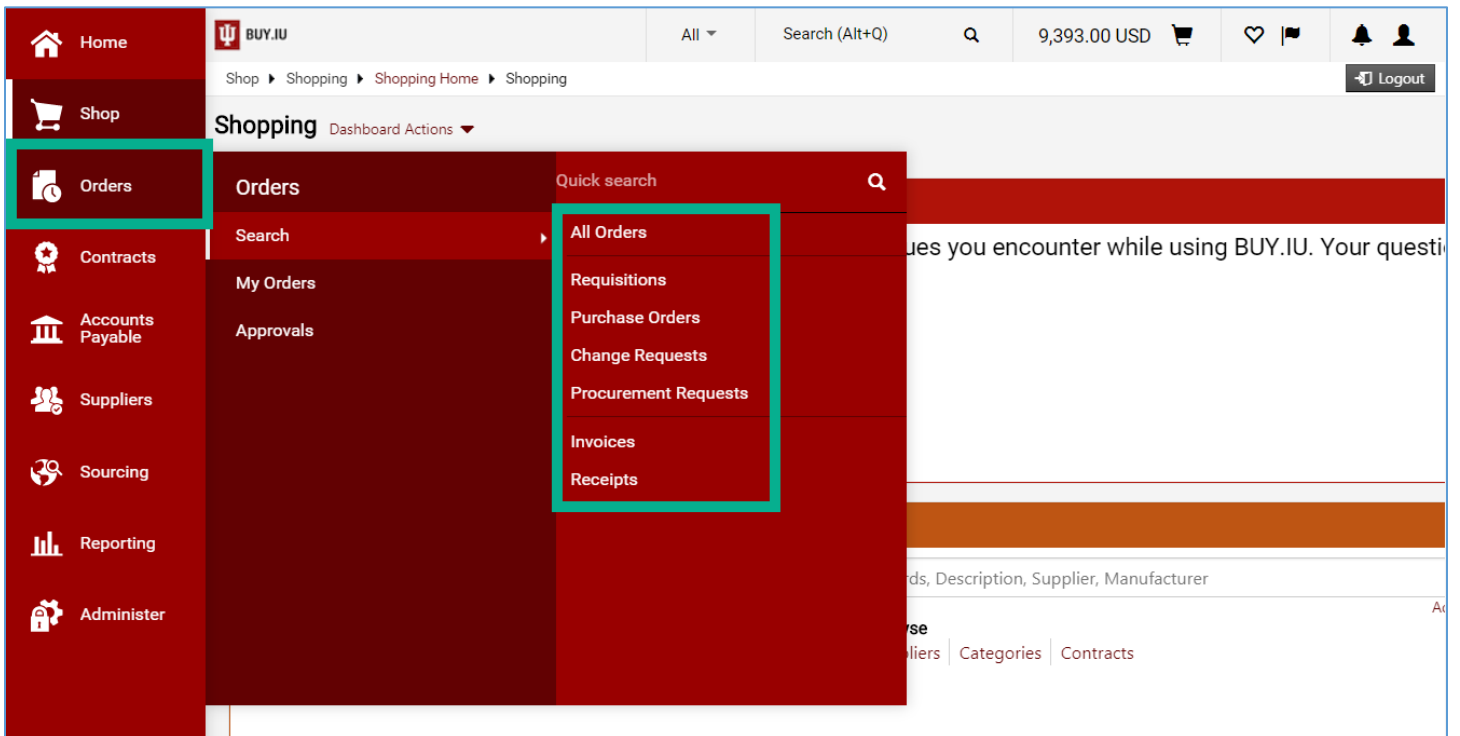 Home
Shop
Orders
Contracts
Accounts
Payable
Suppliers
Sourcing
Reporting
Administer
BUY.IU
All
Search (Alt+Q)
9,393.00 USD
Shop Shopping Shopping Home Shopping
Logout
Shopping Dashboard Actions
Orders
Search
My Orders
Approvals
Quick search
All Orders
Requisitions
Purchase Orders
Change Requests
Procurement Requests
Invoices
Receipts
ues you encounter while using BUY.IU. Your questi
rds, Description, Supplier, Manufacturer
Ad
wse
liers Categories Contracts